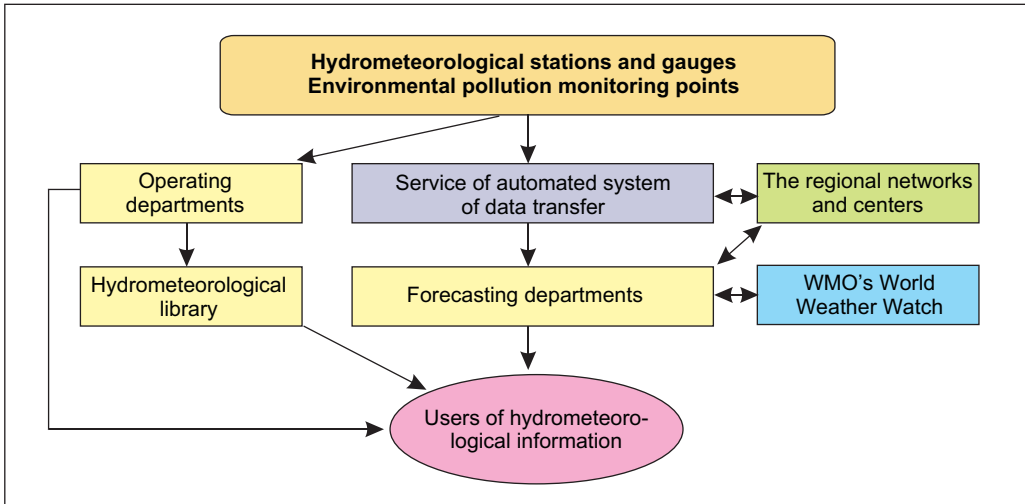 Hydrometeorological stations and gauges
Environmental pollution monitoring points
Operating
departments
Service of automated system
of data transfer
The regional networks
and centers
Hydrometeorological
library
Forecasting departments
WMO's World
Weather Watch
Users of hydrometeoro-
logical information